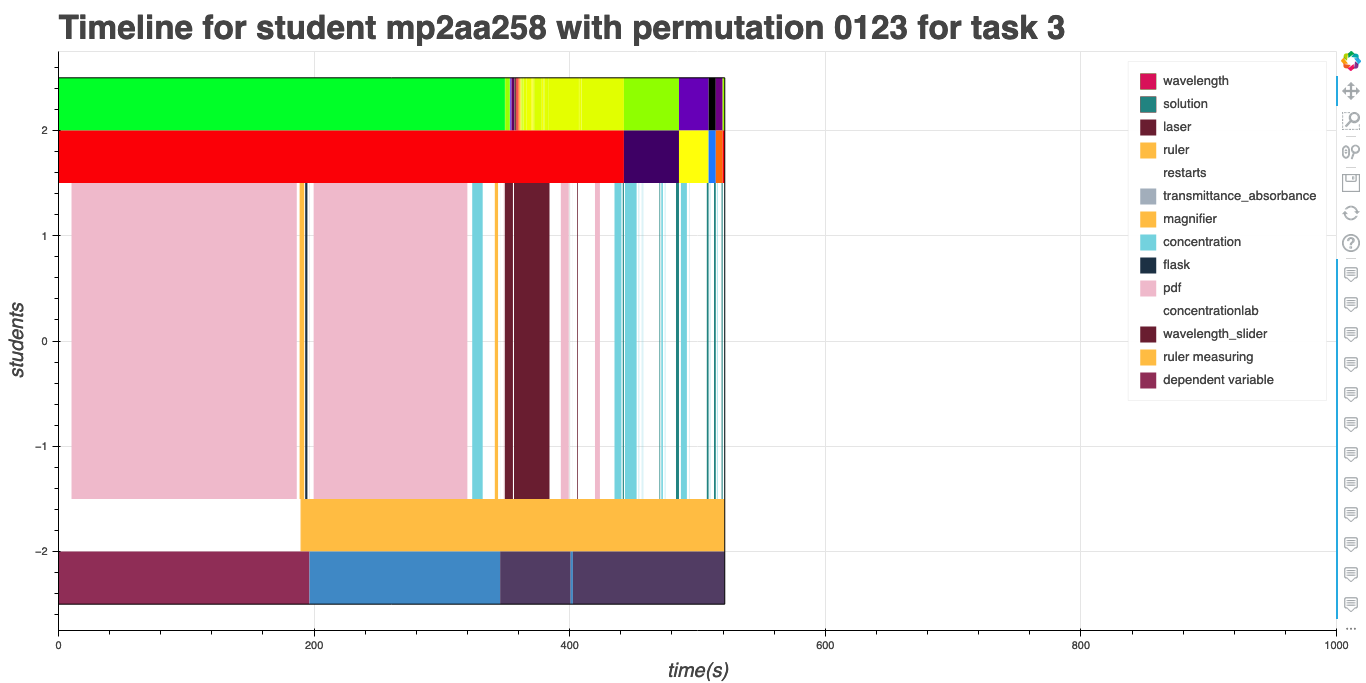 Timeline for student mp2aa258 with permutation 0123 for task 3
wavelength
solution
laser
ruler
restarts
transmittance_absorbance
magnifier
concentration
flask
pdf
concentrationlab
wavelength_slider
ruler measuring
dependent variable
students
2
1
0
−1
−2
0
200
400
600
800
1000
time(s)